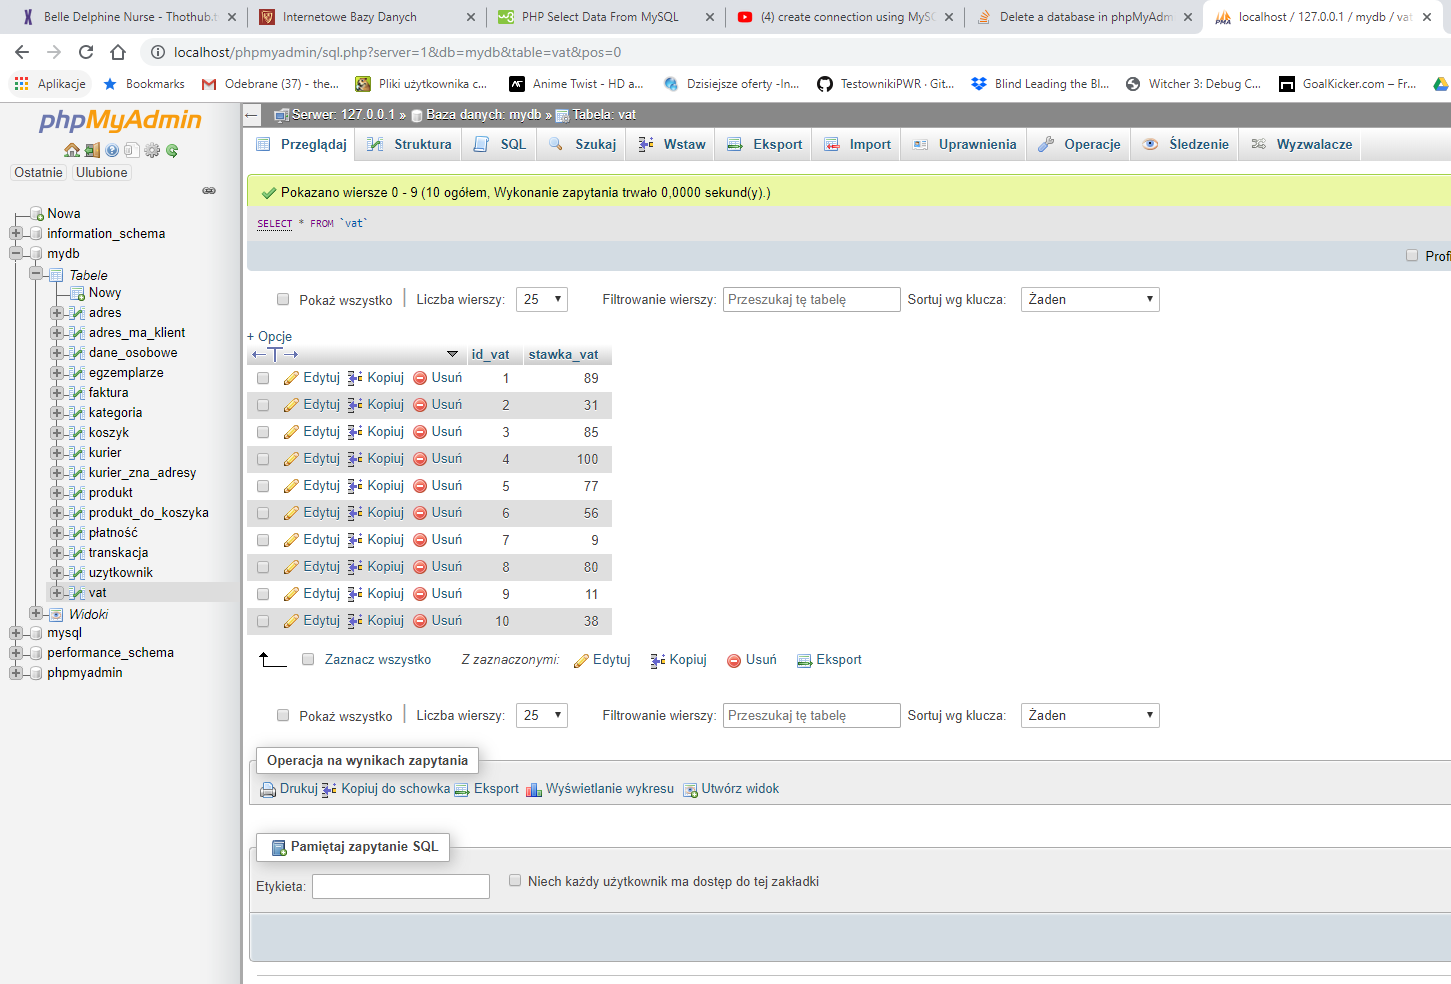 Belle Delphine Nurse - Thothub.t
Internetowe Bazy Danych
PHP Select Data From MySQL
(4) create connection using MyS
Delete a database in phpMyAdm
localhost / 127.0.0.1 / mydb / vat
localhost/phpmyadmin/sql.php?server=1&db=mydb&table=vat&pos=0
Aplikacje
Bookmarks
Odebrane (37) - the...
Pliki użytkownika c...
Anime Twist - HD a...
Dzisiejsze oferty -In...
TestownikiPWR · Git...
Blind Leading the Bl...
Witcher 3: Debug C...
GoalKicker.com – Fr...
phpMyAdmin
Ostatnie Ulubione
Nowa
information_schema
mydb
Tabele
Nowy
adres
adres_ma_klient
dane_osobowe
egzemplarze
faktura
kategoria
koszyk
kurier
kurier_zna_adresy
produkt
produkt_do_koszyka
płatność
transkacja
uzytkownik
vat
Widoki
mysql
performance_schema
phpmyadmin
Serwer: 127.0.0.1 » Baza danych: mydb » Tabela: vat
Przeglądaj Struktura SQL Szukaj Wstaw Eksport Import Uprawnienia Operacje Śledzenie Wyzwalacze
Pokazano wiersze 0 - 9 (10 ogółem, Wykonanie zapytania trwało 0,0000 sekund(y).)
SELECT * FROM `vat`
Profi
Pokaż wszystko Liczba wierszy: 25 Filtrowanie wierszy: Przeszukaj tę tabelę Sortuj wg klucza: Żaden
+ Opcje
id_vat stawka_vat
Edytuj Kopiuj Usuń 1 89
Edytuj Kopiuj Usuń 2 31
Edytuj Kopiuj Usuń 3 85
Edytuj Kopiuj Usuń 4 100
Edytuj Kopiuj Usuń 5 77
Edytuj Kopiuj Usuń 6 56
Edytuj Kopiuj Usuń 7 9
Edytuj Kopiuj Usuń 8 80
Edytuj Kopiuj Usuń 9 11
Edytuj Kopiuj Usuń 10 38
Zaznacz wszystko Z zaznaczonymi: Edytuj Kopiuj Usuń Eksport
Pokaż wszystko Liczba wierszy: 25 Filtrowanie wierszy: Przeszukaj tę tabelę Sortuj wg klucza: Żaden
Operacja na wynikach zapytania
Drukuj Kopiuj do schowka Eksport Wyświetlanie wykresu Utwórz widok
Pamiętaj zapytanie SQL
Etykieta: Niech każdy użytkownik ma dostęp do tej zakładki